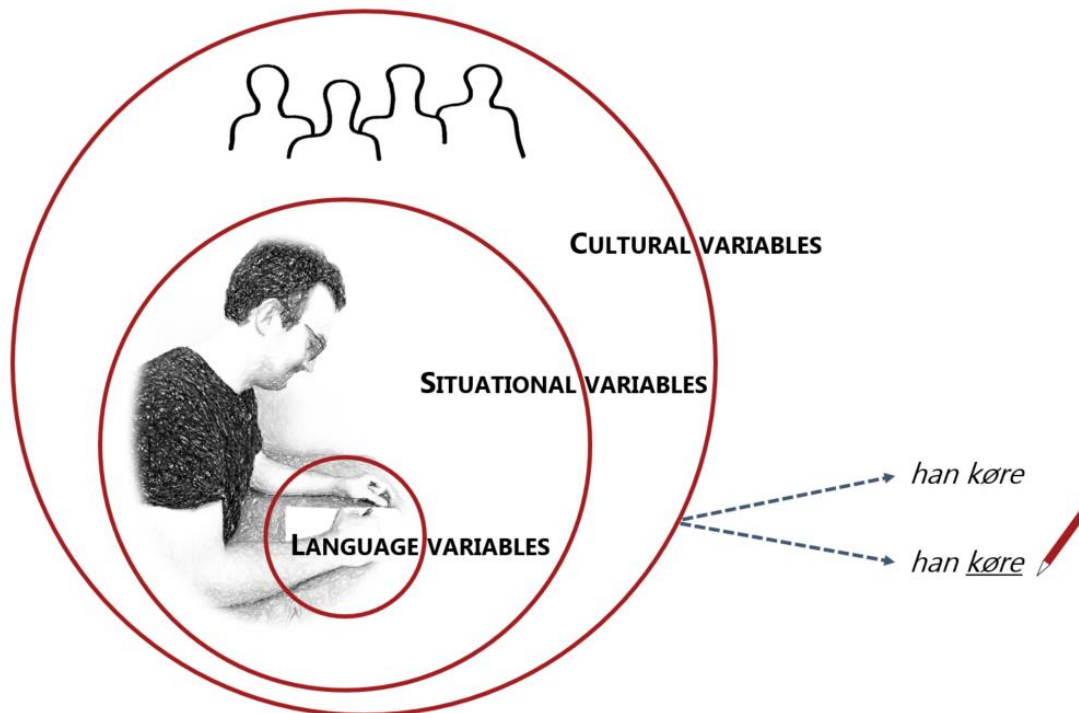 CULTURAL VARIABLES
SITUATIONAL VARIABLES
han køre
LANGUAGE VARIABLES
han køre